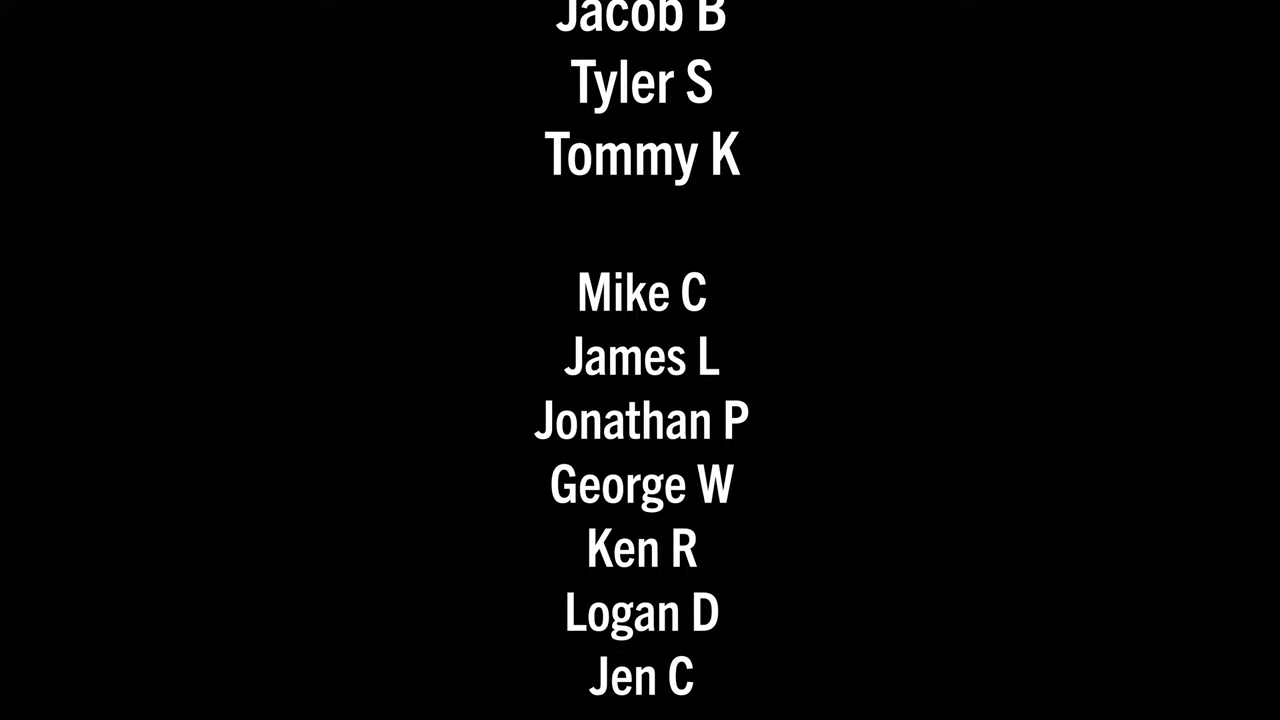 Jacob B
Tyler S
Tommy K
Mike C
James L
Jonathan P
George W
Ken R
Logan D
Jen C